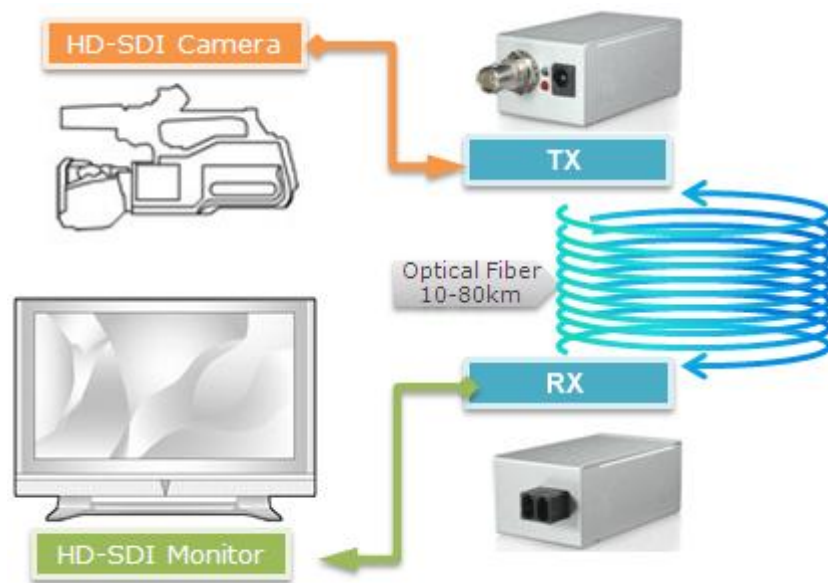 HD-SDI Camera
TX
Optical Fiber
10-80km
RX
HD-SDI Monitor